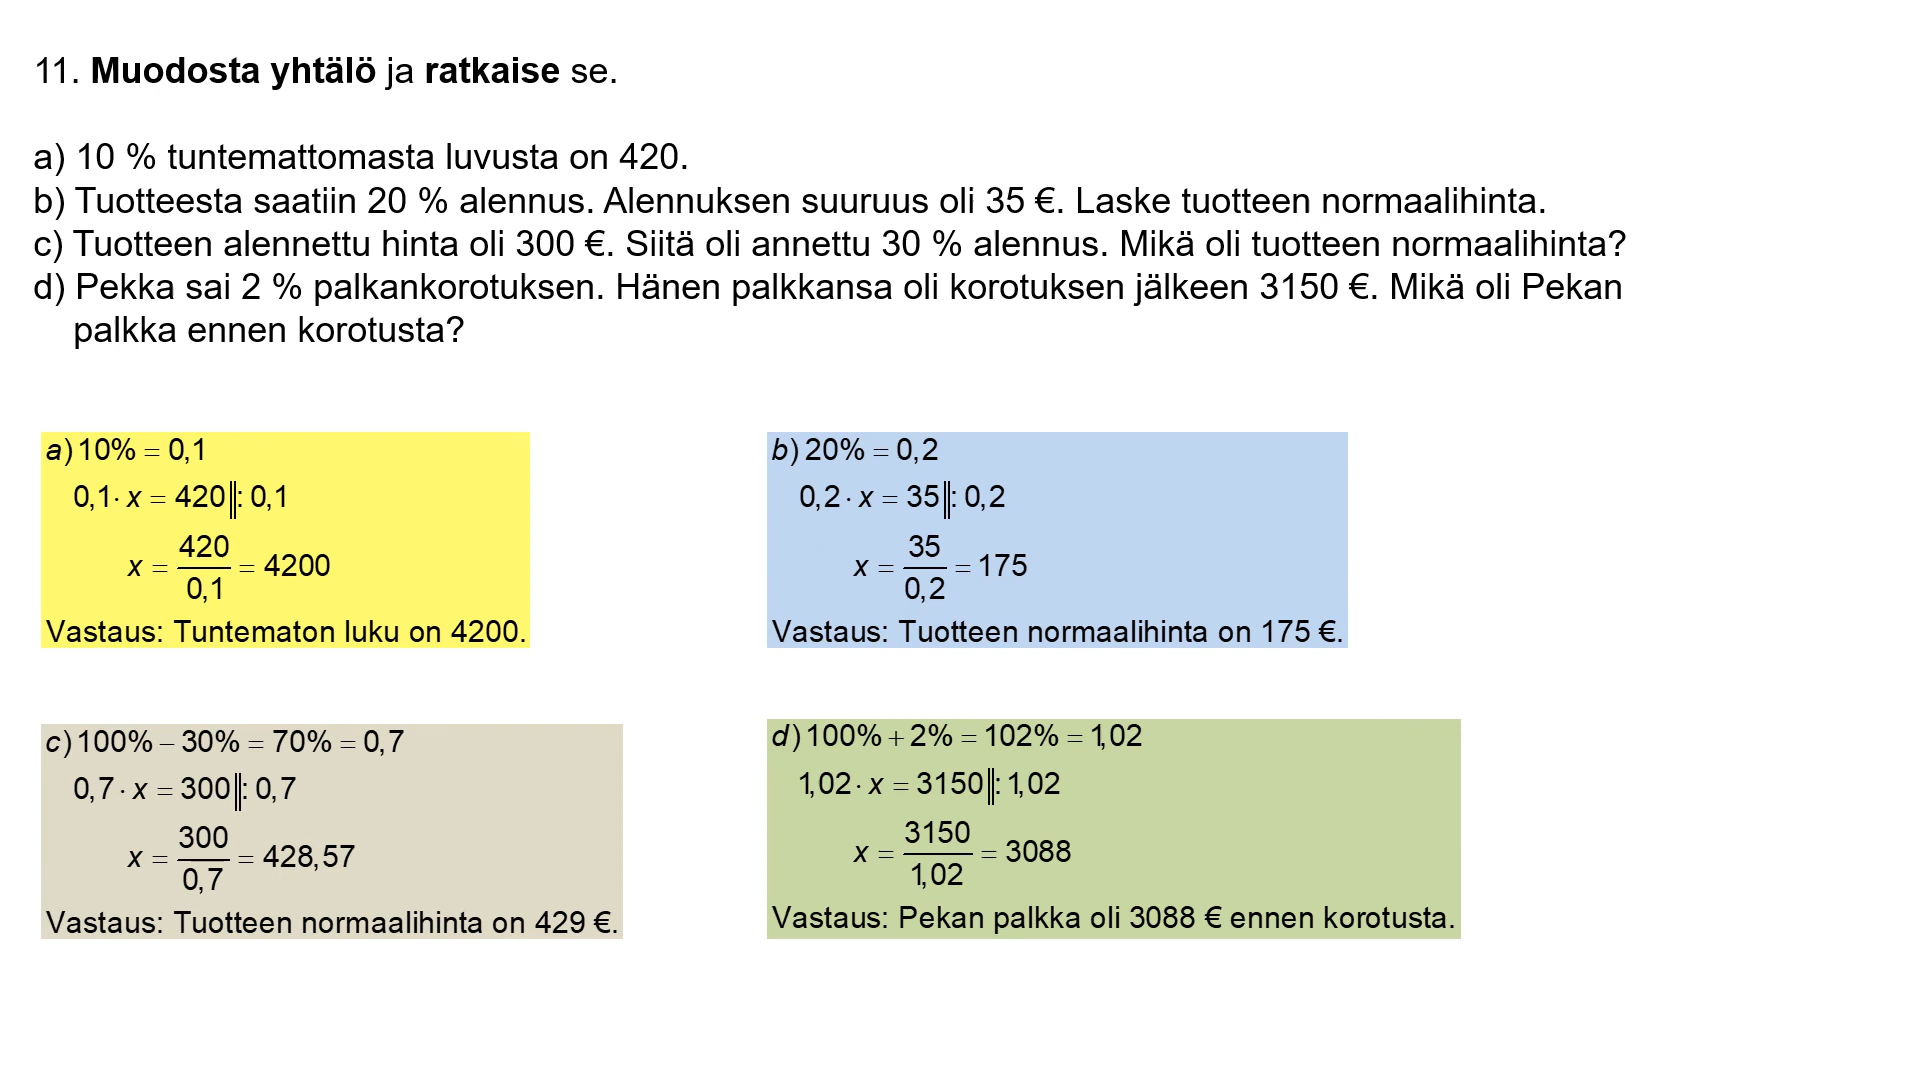 11. Muodosta yhtälö ja ratkaise se.
a) 10 % tuntemattomasta luvusta on 420.
b) Tuotteesta saatiin 20 % alennus. Alennuksen suuruus oli 35 €. Laske tuotteen normaalihinta.
c) Tuotteen alennettu hinta oli 300 €. Siitä oli annettu 30 % alennus. Mikä oli tuotteen normaalihinta?
d) Pekka sai 2 % palkankorotuksen. Hänen palkkansa oli korotuksen jälkeen 3150 €. Mikä oli Pekan
palkka ennen korotusta?
a) 10% = 0,1
0,1· x = 420‖: 0,1
x = 420/0,1 = 4200
Vastaus: Tuntematon luku on 4200.
b) 20% = 0,2
0,2 · x = 35‖: 0,2
x = 35/0,2 = 175
Vastaus: Tuotteen normaalihinta on 175 €.
c) 100% − 30% = 70% = 0,7
0,7 · x = 300‖: 0,7
x = 300/0,7 = 428,57
Vastaus: Tuotteen normaalihinta on 429 €.
d) 100% + 2% = 102% = 1,02
1,02 · x = 3150‖: 1,02
x = 3150/1,02 = 3088
Vastaus: Pekan palkka oli 3088 € ennen korotusta.